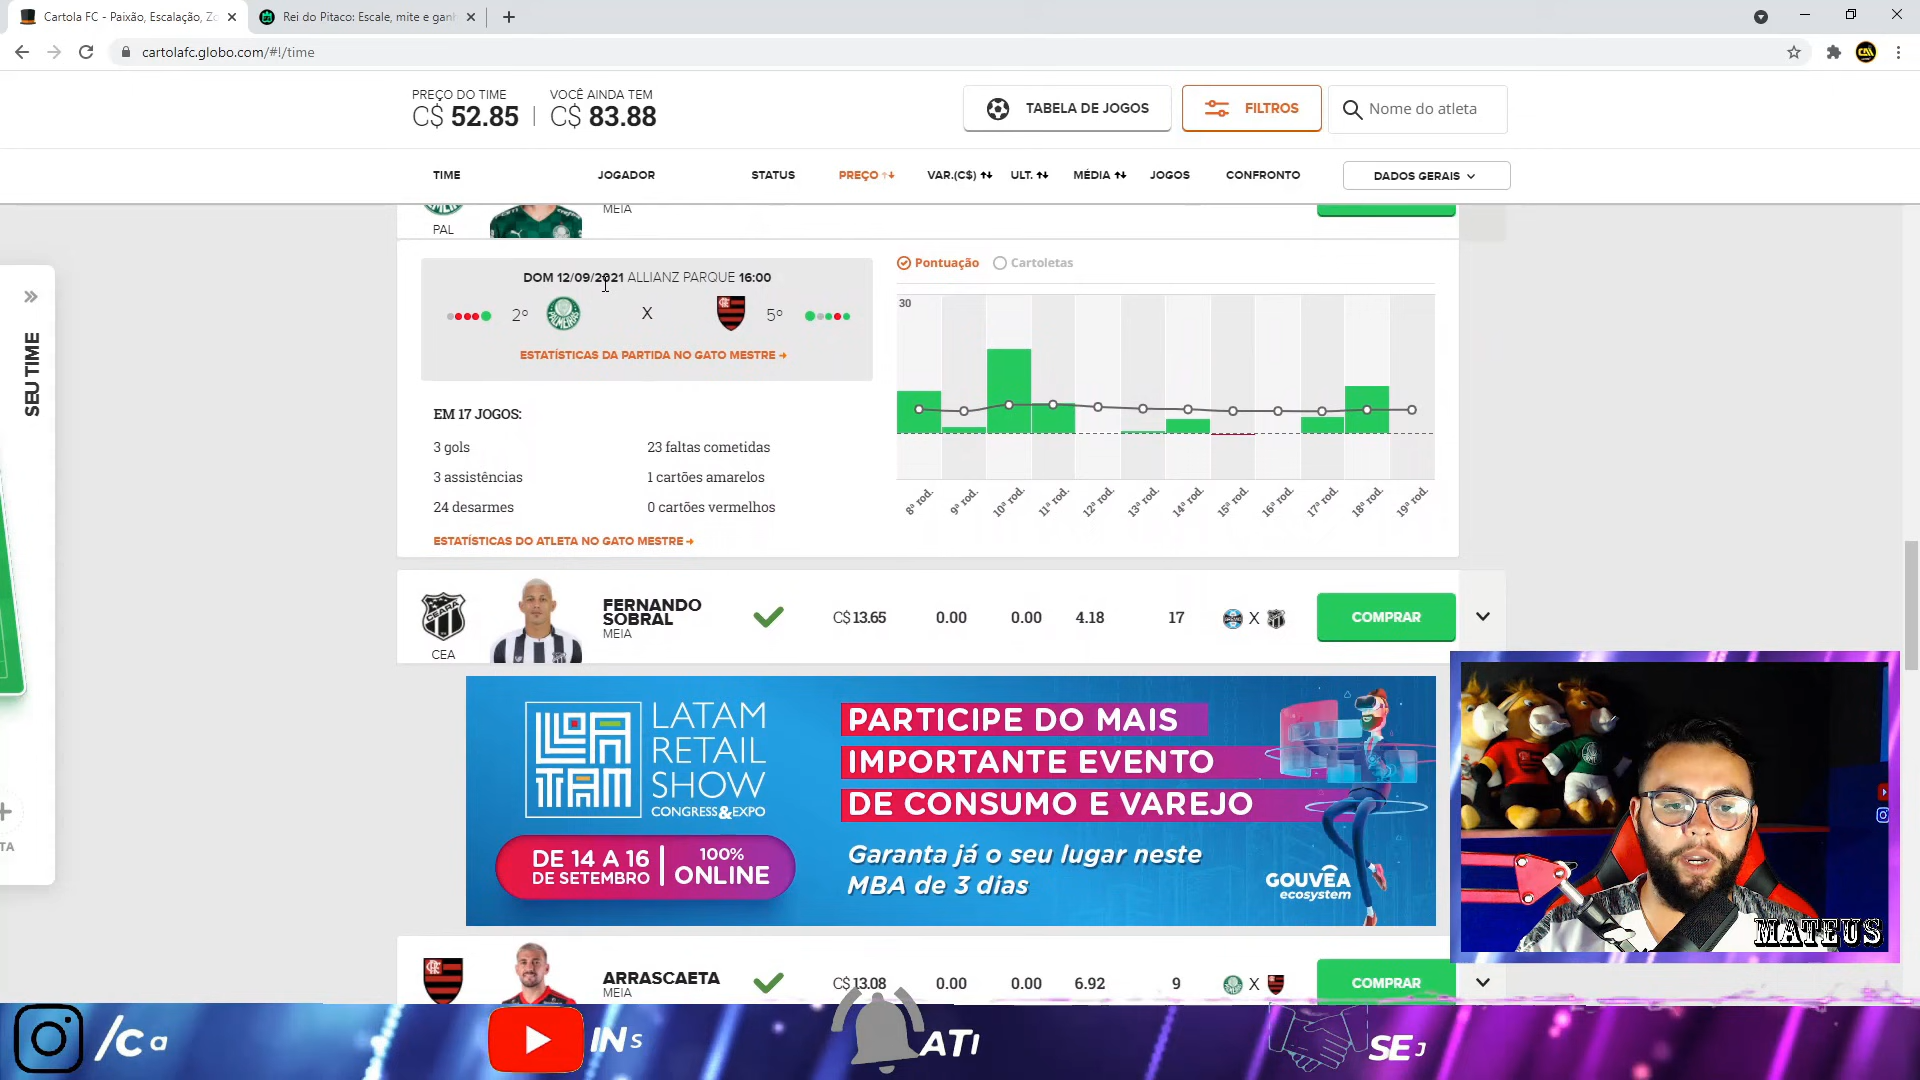 Cartola FC - Paixão, Escalação, Zo
Rei do Pitaco: Escale, mite e ganh
cartolafc.globo.com/#!/time
PREÇO DO TIME
C$ 52.85
VOCÊ AINDA TEM
C$ 83.88
TABELA DE JOGOS
FILTROS
Nome do atleta
TIME JOGADOR STATUS PREÇO VAR.(C$) ULT. MÉDIA JOGOS CONFRONTO DADOS GERAIS
PAL
MEIA
SEU TIME
DOM 12/09/2021 ALLIANZ PARQUE 16:00
2º X 5º
ESTATÍSTICAS DA PARTIDA NO GATO MESTRE
EM 17 JOGOS:
3 gols
23 faltas cometidas
3 assistências
1 cartões amarelos
24 desarmes
0 cartões vermelhos
ESTATÍSTICAS DO ATLETA NO GATO MESTRE
Pontuação Cartoletas
30
8ª rod. 9ª rod. 10ª rod. 11ª rod. 12ª rod. 13ª rod. 14ª rod. 15ª rod. 16ª rod. 17ª rod. 18ª rod. 19ª rod.
CEA
FERNANDO
SOBRAL
MEIA
C$ 13.65 0.00 0.00 4.18 17 X COMPRAR
LATAM
RETAIL
SHOW
CONGRESS&EXPO
DE 14 A 16
DE SETEMBRO
100%
ONLINE
PARTICIPE DO MAIS
IMPORTANTE EVENTO
DE CONSUMO E VAREJO
Garanta já o seu lugar neste
MBA de 3 dias
GOUVÊA
ecosystem
ARRASCAETA
MEIA
C$ 13.08 0.00 0.00 6.92 9 X COMPRAR
TA
MATEUS
/Ca
INS
ATI
SEJ